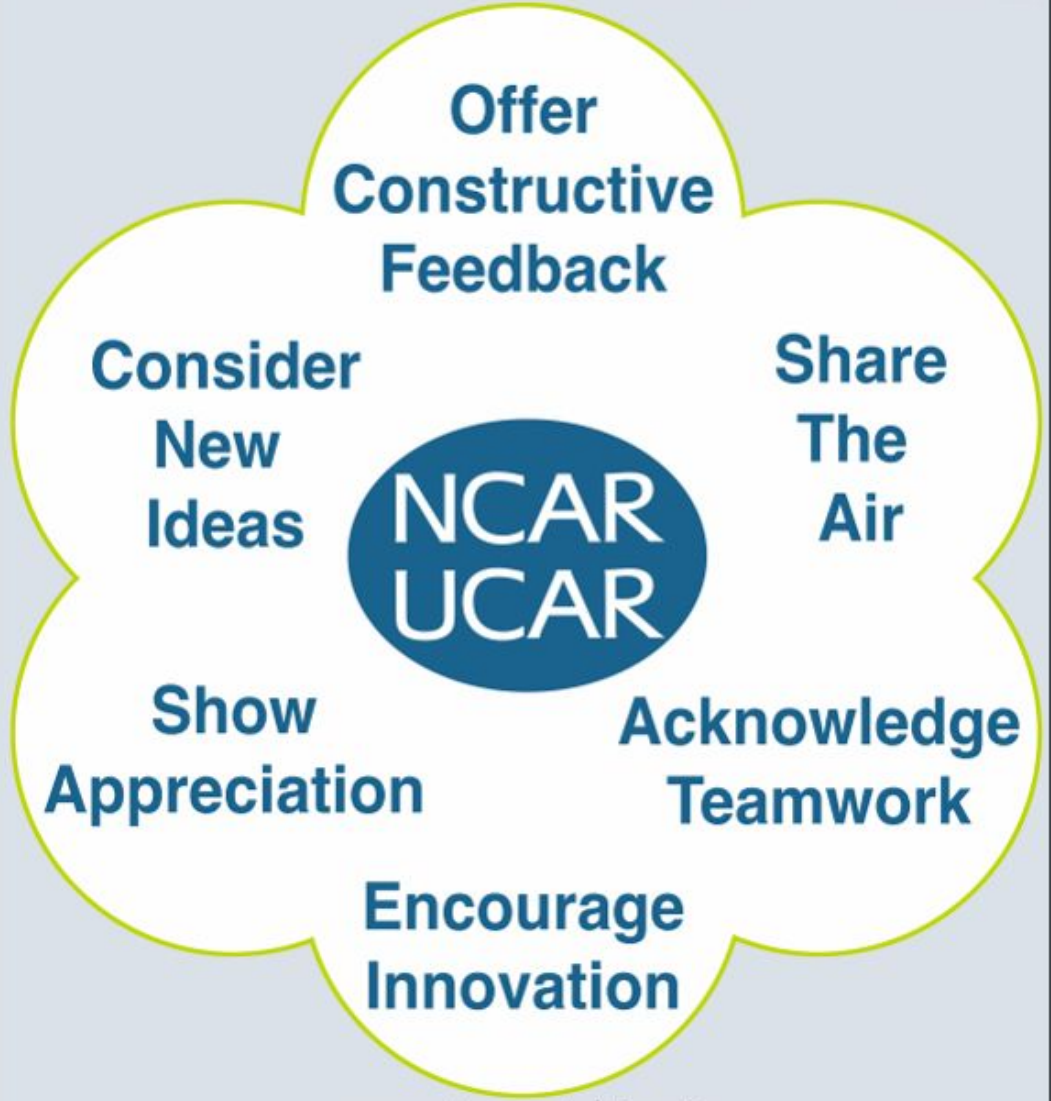 Offer
Constructive
Feedback
Share
The
Air
Acknowledge
Teamwork
Encourage
Innovation
Show
Appreciation
Consider
New
Ideas
NCAR
UCAR